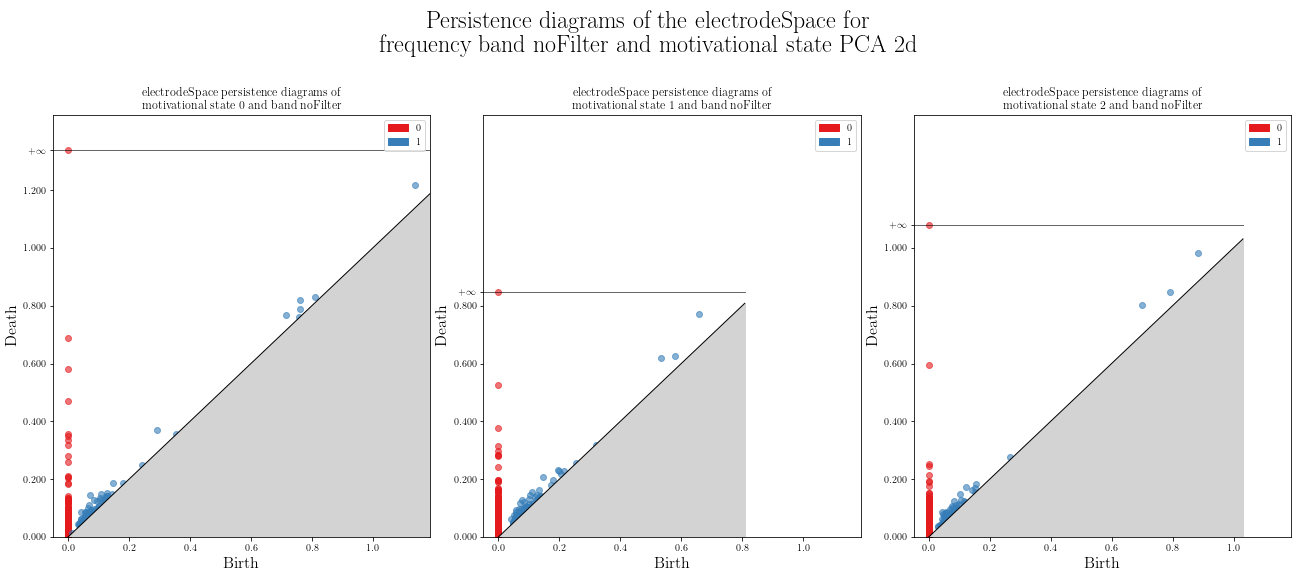 Persistence diagrams of the electrodeSpace for
frequency band noFilter and motivational state PCA 2d
electrodeSpace persistence diagrams of
motivational state 0 and band noFilter
0
1
+∞
1.200
1.000
0.800
0.600
0.400
0.200
0.000
Death
0.0 0.2 0.4 0.6 0.8 1.0
Birth
electrodeSpace persistence diagrams of
motivational state 1 and band noFilter
0
1
+∞
0.800
0.600
0.400
0.200
0.000
Death
0.0 0.2 0.4 0.6 0.8 1.0
Birth
electrodeSpace persistence diagrams of
motivational state 2 and band noFilter
0
1
+∞
1.000
0.800
0.600
0.400
0.200
0.000
Death
0.0 0.2 0.4 0.6 0.8 1.0
Birth